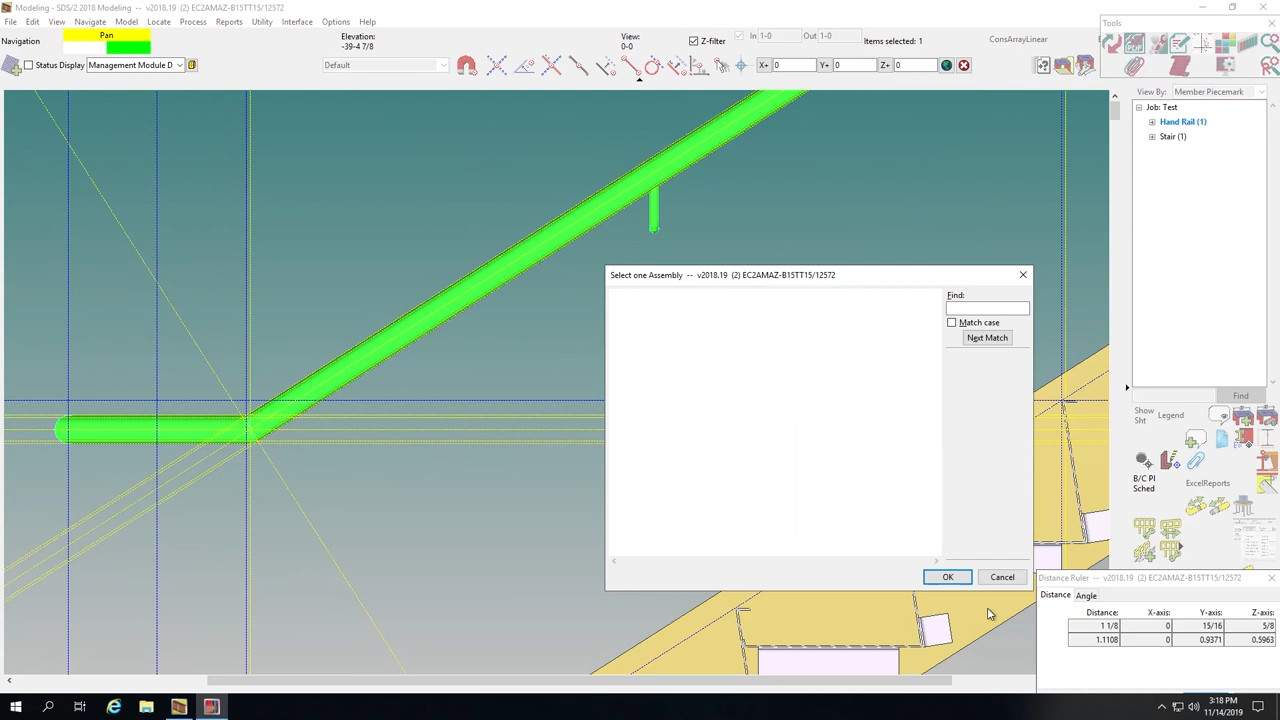 Modeling - SDS/2 2018 Modeling - v2018.19 (2) EC2AMAZ-B15TT15/12572
File Edit View Navigate Model Locate Process Reports Utility Interface Options Help
Tools
Navigation
Pan
Elevation:
-39-4 7/8
View:
0-0
Z-filter
In 1-0
Out 1-0
Items selected: 1
ConsArrayLinear
Status Display
Management Module D
Default
X+ 0
Y+ 0
Z+ 0
View By: Member Piecemark
Job: Test
Hand Rail (1)
Stair (1)
Find
Select one Assembly -- v2018.19 (2) EC2AMAZ-B15TT15/12572
Find:
Match case
Next Match
OK
Cancel
Show Sht
Legend
B/C PI
Sched
ExcelReports
Distance Ruler -- v2018.19 (2) EC2AMAZ-B15TT15/12572
Distance Angle
Distance: X-axis: Y-axis: Z-axis:
1 1/8 0 15/16 5/8
1.1108 0 0.9371 0.5963
3:18 PM
11/14/2019